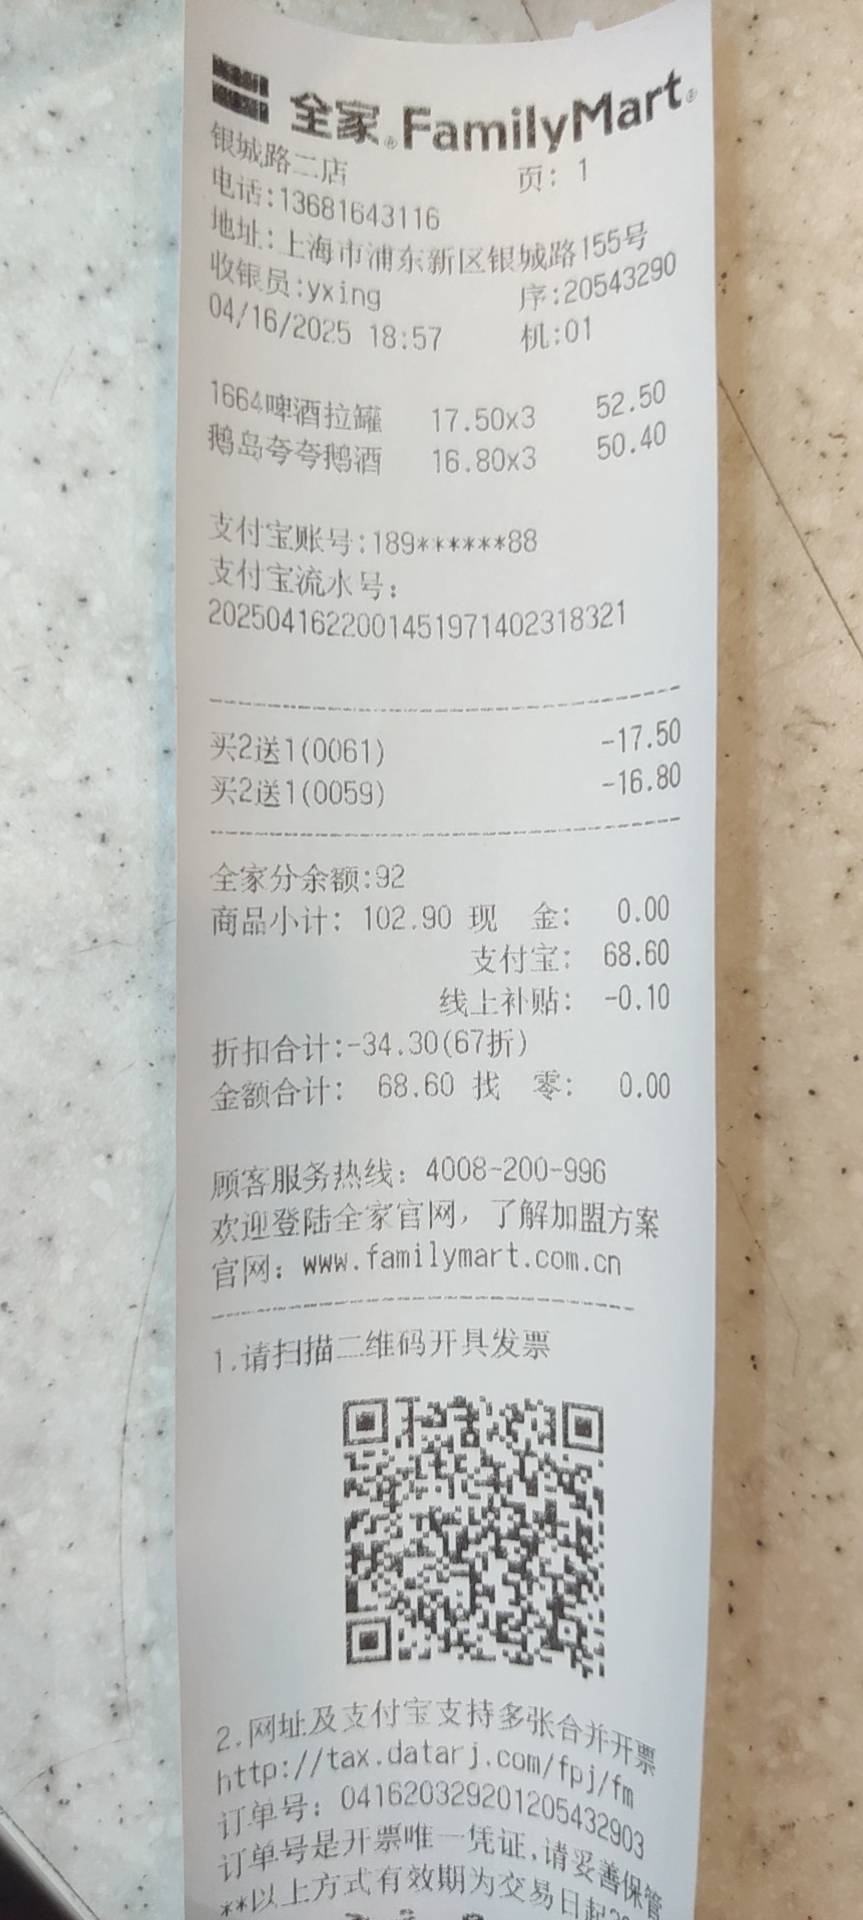 全家 FamilyMart
银城路二店 页: 1
电话:13681643116
地址:上海市浦东新区银城路155号
收银员:yxing 序:20543290
04/16/2025 18:57 机:01
1664啤酒拉罐 17.50x3 52.50
鹅岛夸夸鹅酒 16.80x3 50.40
支付宝账号:189******88
支付宝流水号:
2025041622001451971402318321
买2送1(0061) -17.50
买2送1(0059) -16.80
全家分余额:92
商品小计: 102.90 现 金: 0.00
支付宝: 68.60
线上补贴: -0.10
折扣合计:-34.30(67折)
金额合计: 68.60 找 零: 0.00
顾客服务热线: 4008-200-996
欢迎登陆全家官网, 了解加盟方案
官网: www.familymart.com.cn
1.请扫描二维码开具发票
2.网址及支付宝支持多张合并开票
http://tax.datarj.com/fpj/fm
订单号: 041620329201205432903
订单号是开票唯一凭证,请妥善保管
**以上方式有效期为交易日起